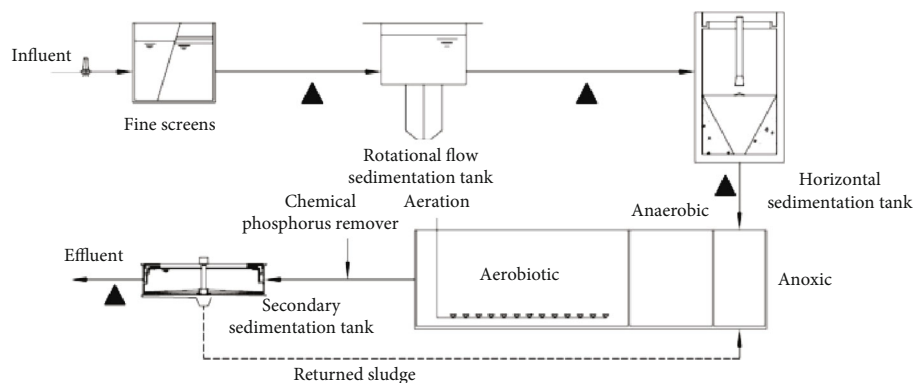 Influent
Fine screens
Rotational flow
sedimentation tank
Horizontal
sedimentation tank
Chemical
phosphorus remover
Aeration
Anaerobic
Aerobiotic
Anoxic
Effluent
Secondary
sedimentation tank
Returned sludge